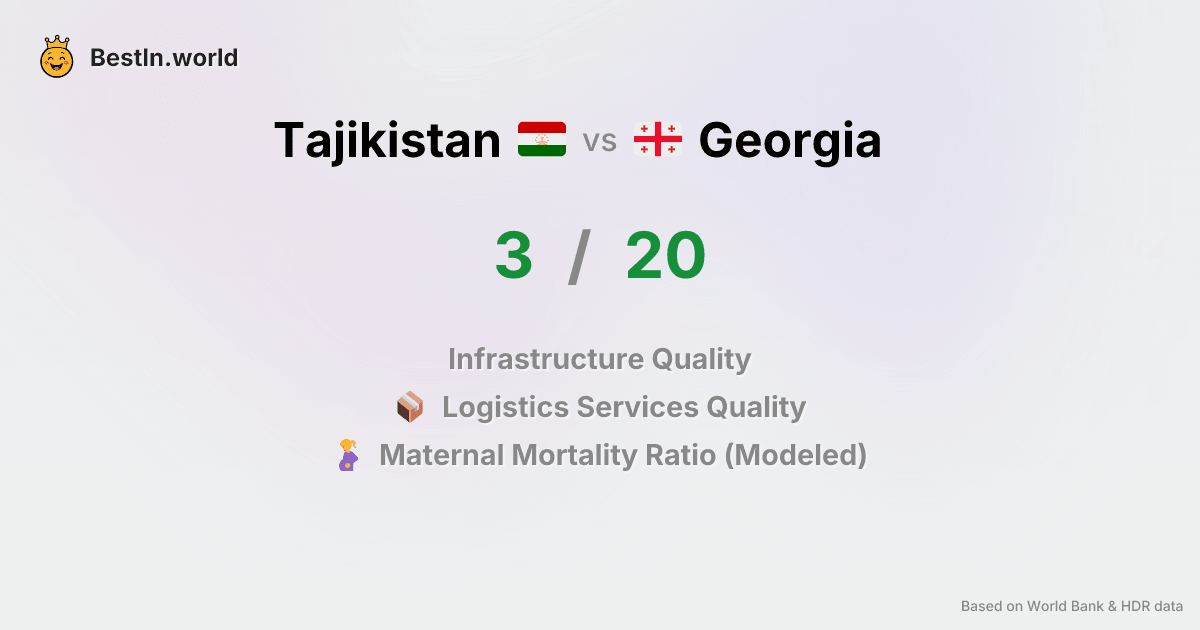 BestIn.world
Tajikistan vs Georgia
3 / 20
Infrastructure Quality
Logistics Services Quality
Maternal Mortality Ratio (Modeled)
Based on World Bank & HDR data